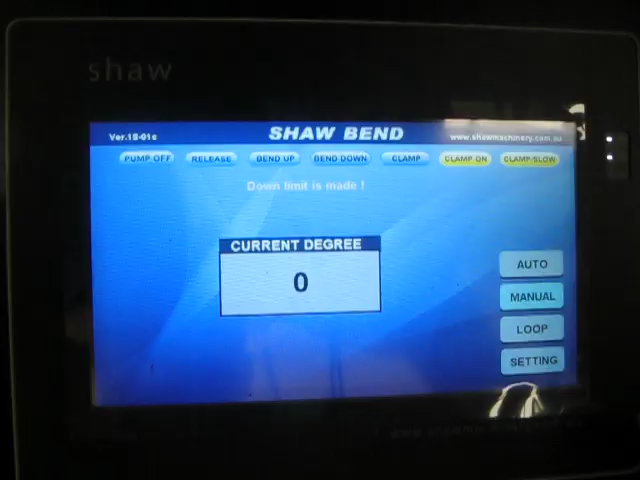 shaw
Ver.18-01c SHAW BEND www.shawmachinery.com.au
PUMP OFF RELEASE BEND UP BEND DOWN CLAMP CLAMP ON CLAMP SLOW
Down limit is made !
CURRENT DEGREE
0
AUTO
MANUAL
LOOP
SETTING